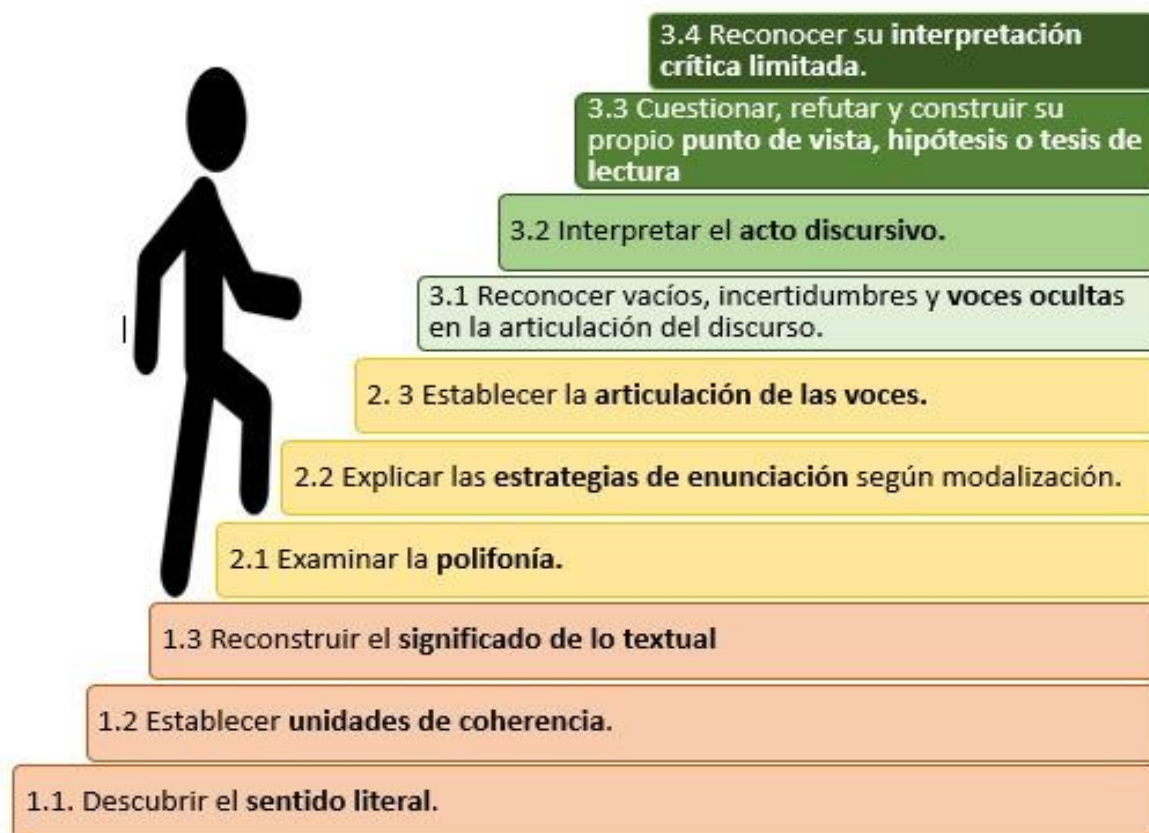 3.4 Reconocer su interpretación
crítica limitada.
3.3 Cuestionar, refutar y construir su
propio punto de vista, hipótesis o tesis de
lectura
3.2 Interpretar el acto discursivo.
3.1 Reconocer vacíos, incertidumbres y voces ocultas
en la articulación del discurso.
2. 3 Establecer la articulación de las voces.
2.2 Explicar las estrategias de enunciación según modalización.
2.1 Examinar la polifonía.
1.3 Reconstruir el significado de lo textual
1.2 Establecer unidades de coherencia.
1.1. Descubrir el sentido literal.